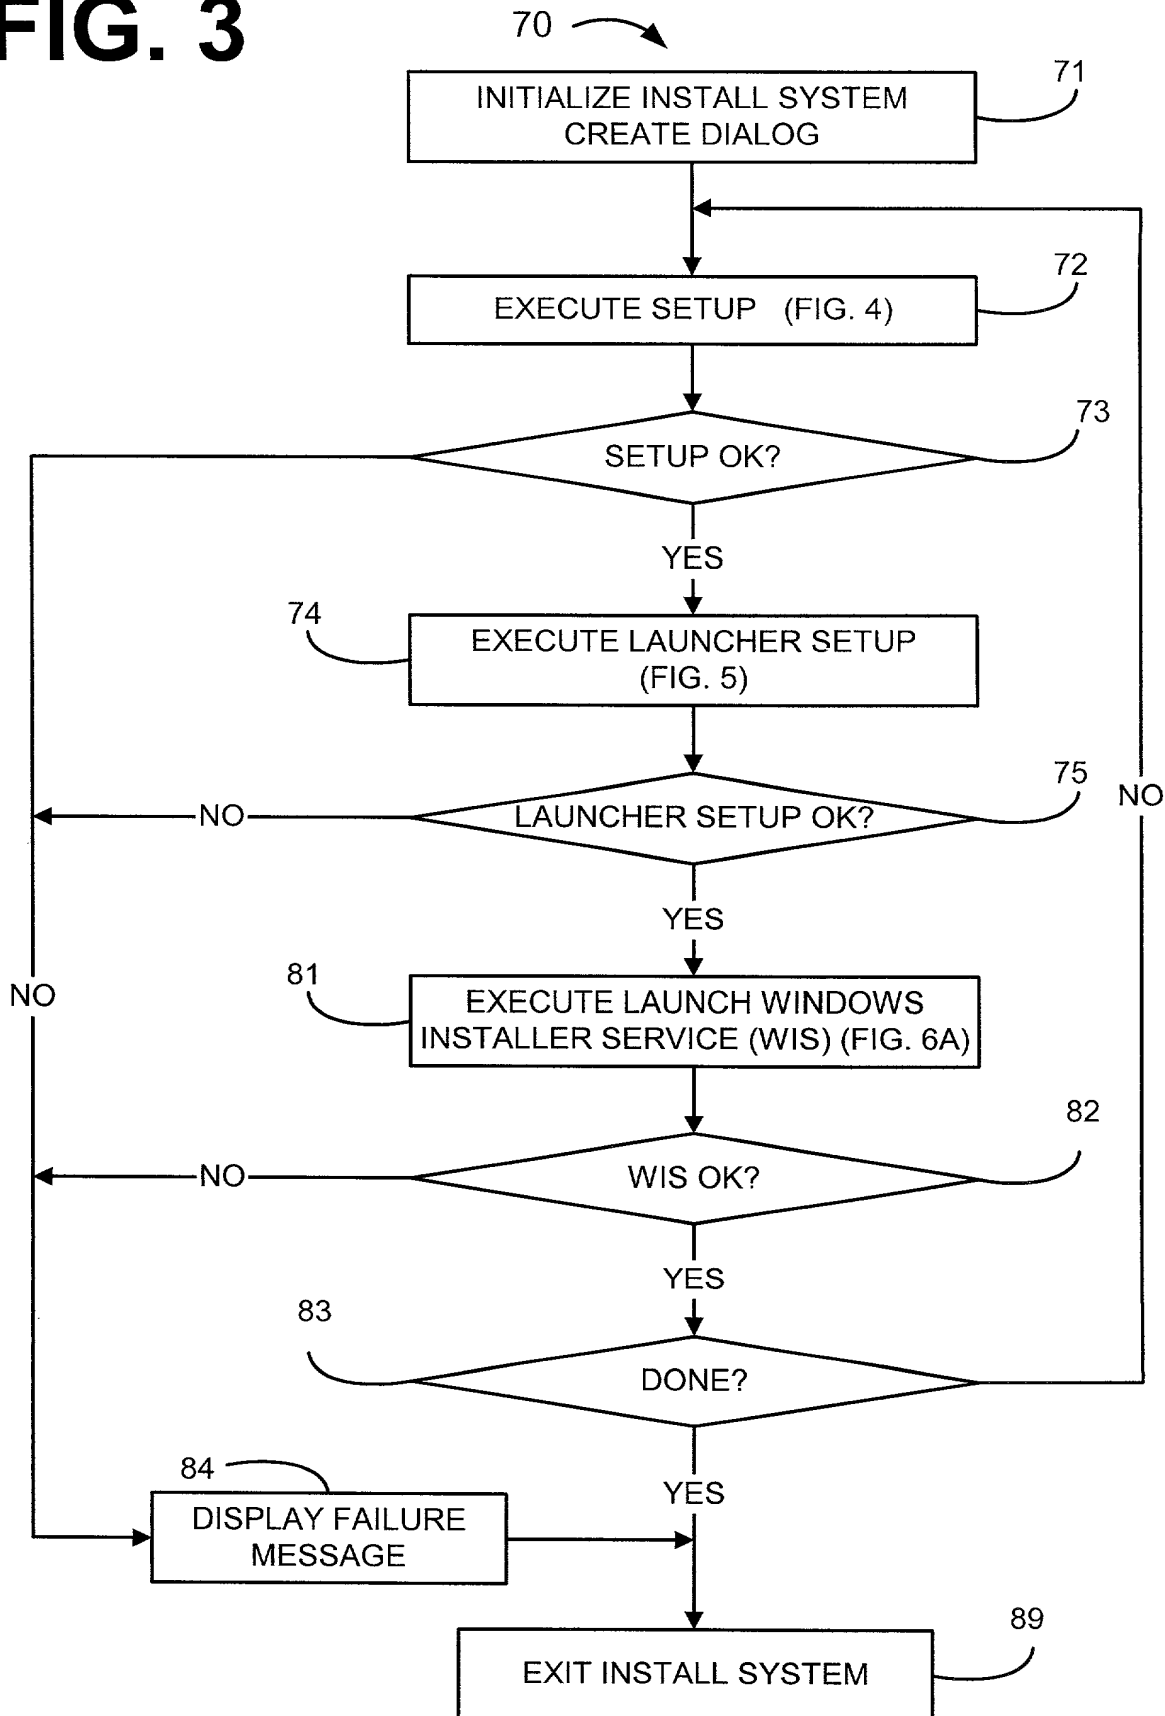 FIG. 3
70
71
INITIALIZE INSTALL SYSTEM
CREATE DIALOG
72
EXECUTE SETUP (FIG. 4)
73
SETUP OK?
YES
74
EXECUTE LAUNCHER SETUP
(FIG. 5)
75
NO
NO
LAUNCHER SETUP OK?
YES
81
NO
EXECUTE LAUNCH WINDOWS
INSTALLER SERVICE (WIS) (FIG. 6A)
82
NO
WIS OK?
YES
83
DONE?
84
YES
DISPLAY FAILURE
MESSAGE
89
EXIT INSTALL SYSTEM